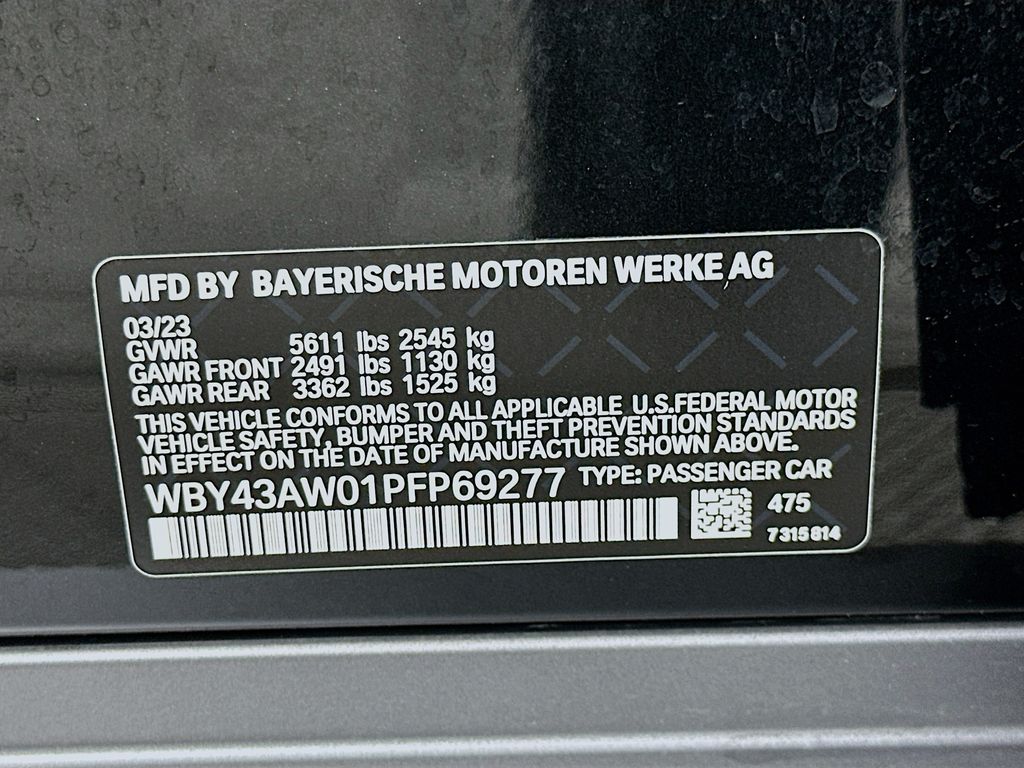 MFD BY BAYERISCHE MOTOREN WERKE AG
03/23
GVWR 5611 lbs 2545 kg
GAWR FRONT 2491 lbs 1130 kg
GAWR REAR 3362 lbs 1525 kg
THIS VEHICLE CONFORMS TO ALL APPLICABLE U.S.FEDERAL MOTOR
VEHICLE SAFETY, BUMPER AND THEFT PREVENTION STANDARDS
IN EFFECT ON THE DATE OF MANUFACTURE SHOWN ABOVE.
WBY43AW01PFP69277 TYPE: PASSENGER CAR
475
7315814